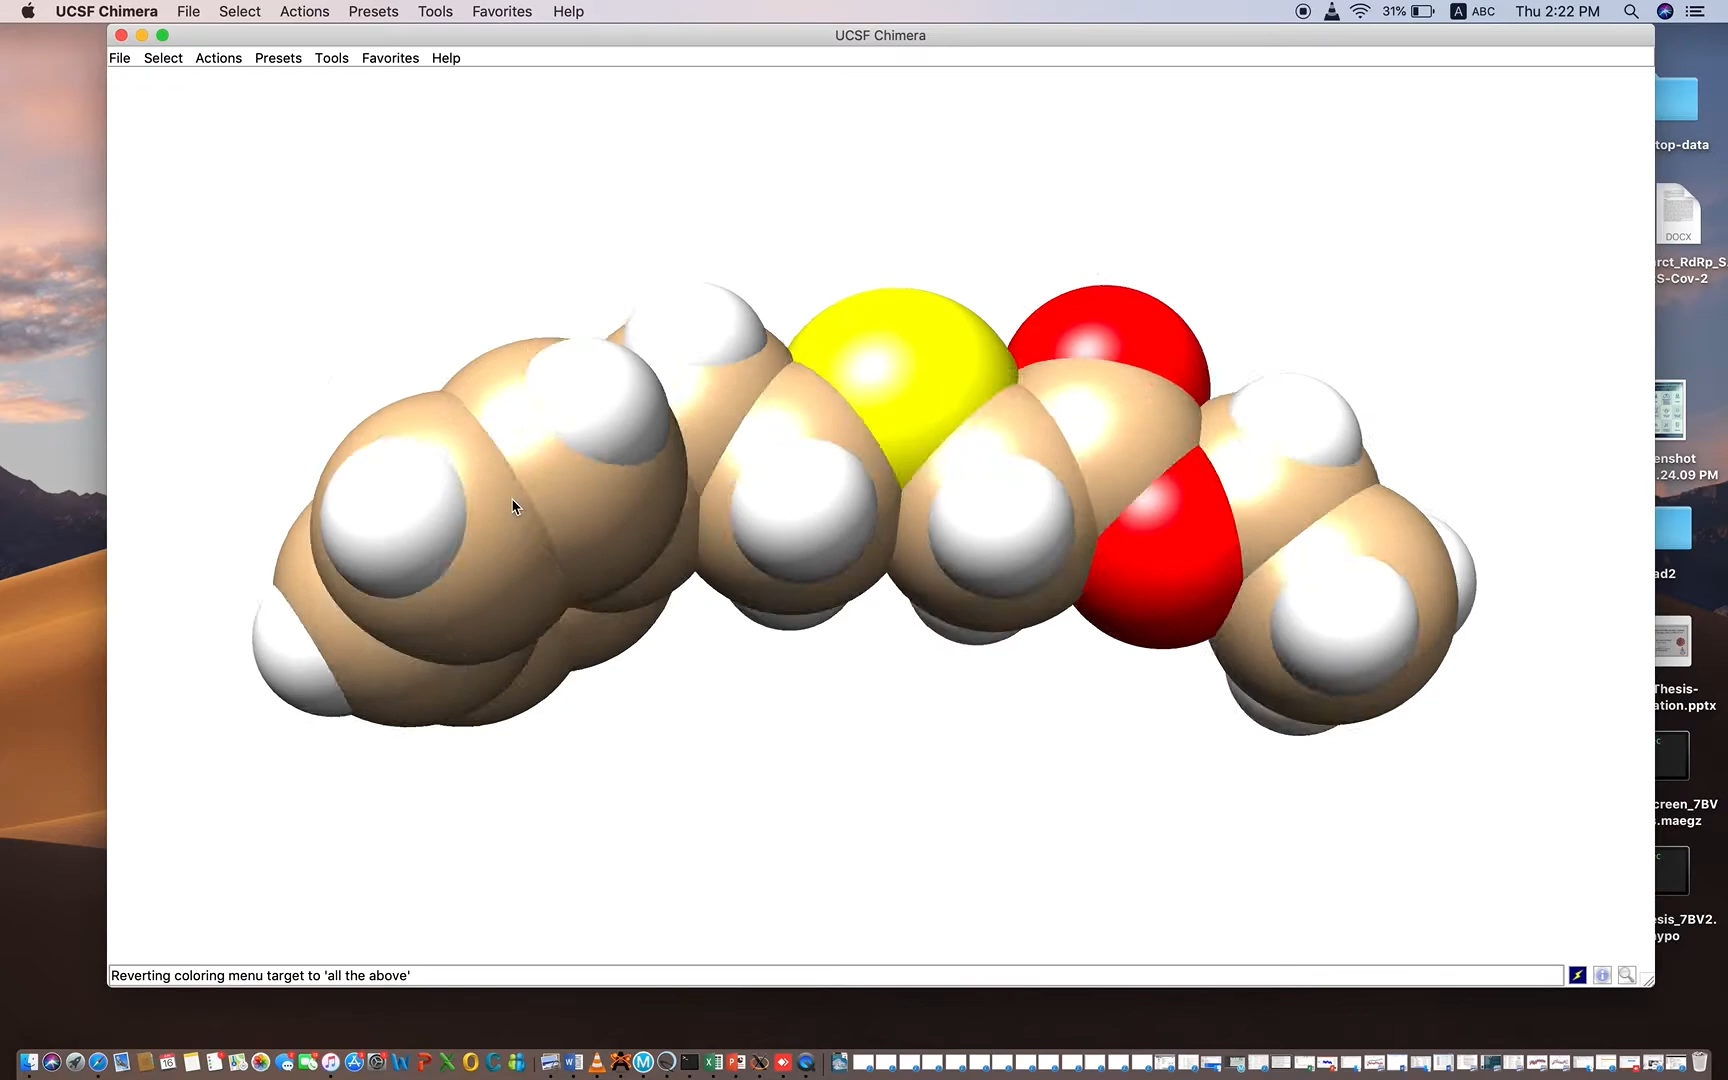 UCSF Chimera File Select Actions Presets Tools Favorites Help 31% A ABC Thu 2:22 PM
UCSF Chimera
File Select Actions Presets Tools Favorites Help
top-data
DOCX
rct_RdRp_S
S-Cov-2
enshot
.24.09 PM
ad2
Thesis-
ation.pptx
creen_7BV
.maegz
esis_7BV2.
ypo
Reverting coloring menu target to 'all the above'